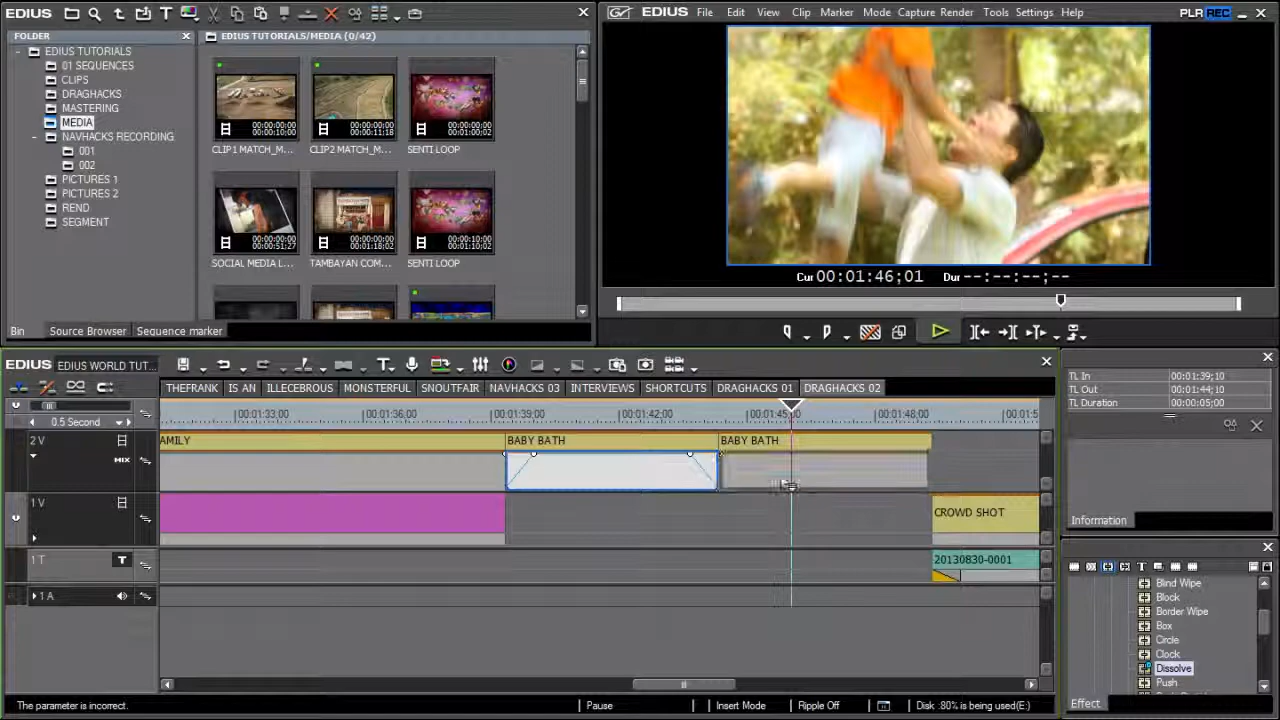 EDIUS
FOLDER
EDIUS TUTORIALS
01 SEQUENCES
CLIPS
DRAGHACKS
MASTERING
MEDIA
NAVHACKS RECORDING
001
002
PICTURES 1
PICTURES 2
REND
SEGMENT
EDIUS TUTORIALS/MEDIA (0/42)
00:00:00;00
00:00:10;00
00:00:00;00
00:00:11;18
00:00:00;00
00:01:00;02
CLIP1 MATCH_M...
CLIP2 MATCH_M...
SENTI LOOP
00:00:00;00
00:00:51;27
00:00:00;00
00:01:18;02
00:00:10;00
00:01:10;02
SOCIAL MEDIA L...
TAMBAYAN COM...
SENTI LOOP
Bin Source Browser Sequence marker
EDIUS File Edit View Clip Marker Mode Capture Render Tools Settings Help PLR REC
Cur 00:01:46;01 Dur --:--:--;--
EDIUS EDIUS WORLD TUT...
THEFRANK IS AN ILLECEBROUS MONSTERFUL SNOUTFAIR NAVHACKS 03 INTERVIEWS SHORTCUTS DRAGHACKS 01 DRAGHACKS 02
0.5 Second
00:01:33;00 00:01:36;00 00:01:39;00 00:01:42;00 00:01:45;00 00:01:48;00 00:01:5
2 V
MIX
AMILY BABY BATH BABY BATH
1 V
CROWD SHOT
1 T T
20130830-0001
1 A
TL In 00:01:39;10
TL Out 00:01:44;10
TL Duration 00:00:05;00
Information
Blind Wipe
Block
Border Wipe
Box
Circle
Clock
Dissolve
Push
Effect
The parameter is incorrect. Pause Insert Mode Ripple Off Disk :80% is being used(E:)